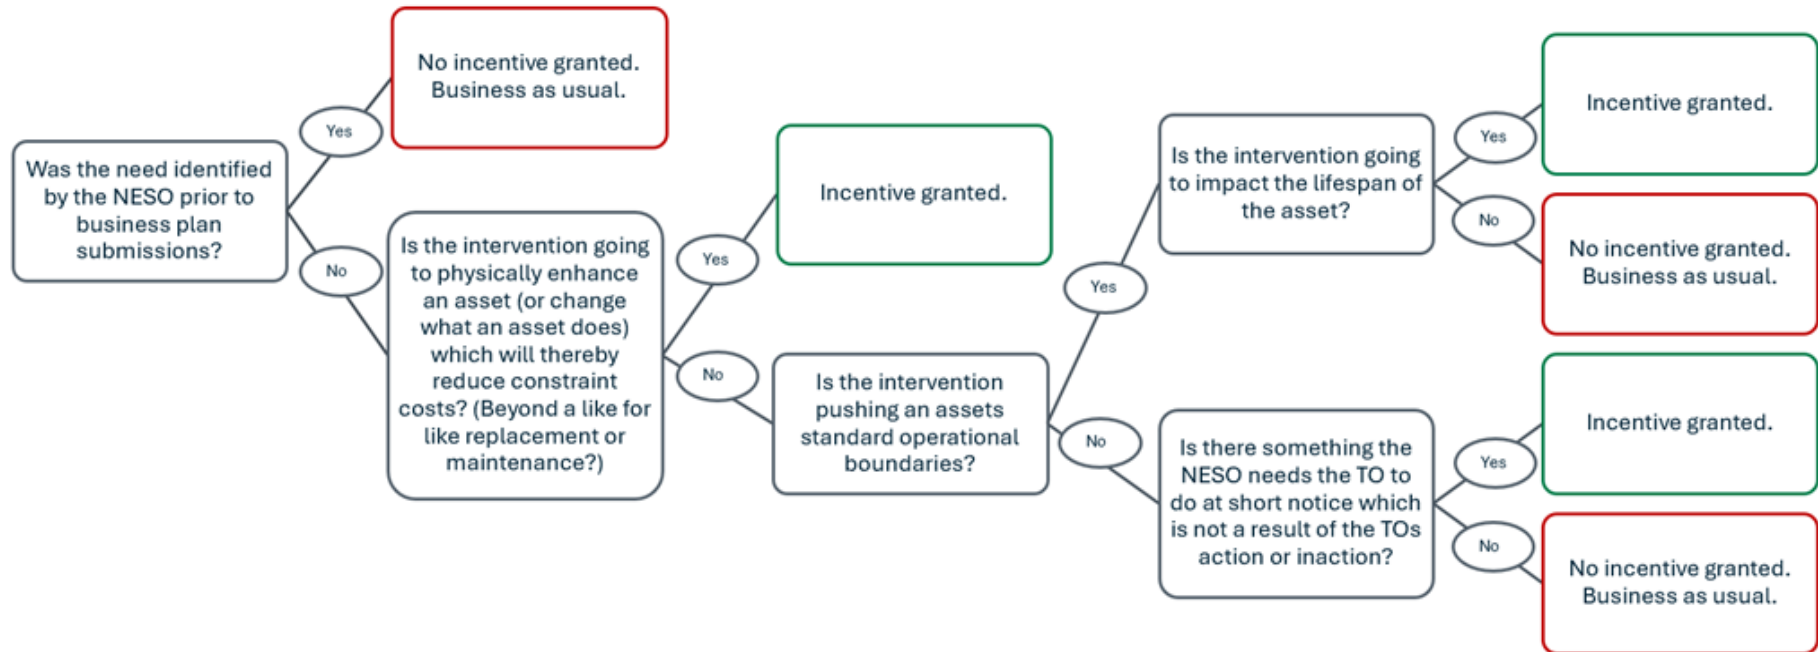 Was the need identified
by the NESO prior to
business plan
submissions?
Yes
No incentive granted.
Business as usual.
No
Is the intervention going
to physically enhance
an asset (or change
what an asset does)
which will thereby
reduce constraint
costs? (Beyond a like for
like replacement or
maintenance?)
Yes
Incentive granted.
No
Is the intervention
pushing an assets
standard operational
boundaries?
Yes
Is the intervention going
to impact the lifespan of
the asset?
Yes
Incentive granted.
No
No incentive granted.
Business as usual.
No
Is there something the
NESO needs the TO to
do at short notice which
is not a result of the TOs
action or inaction?
Yes
Incentive granted.
No
No incentive granted.
Business as usual.